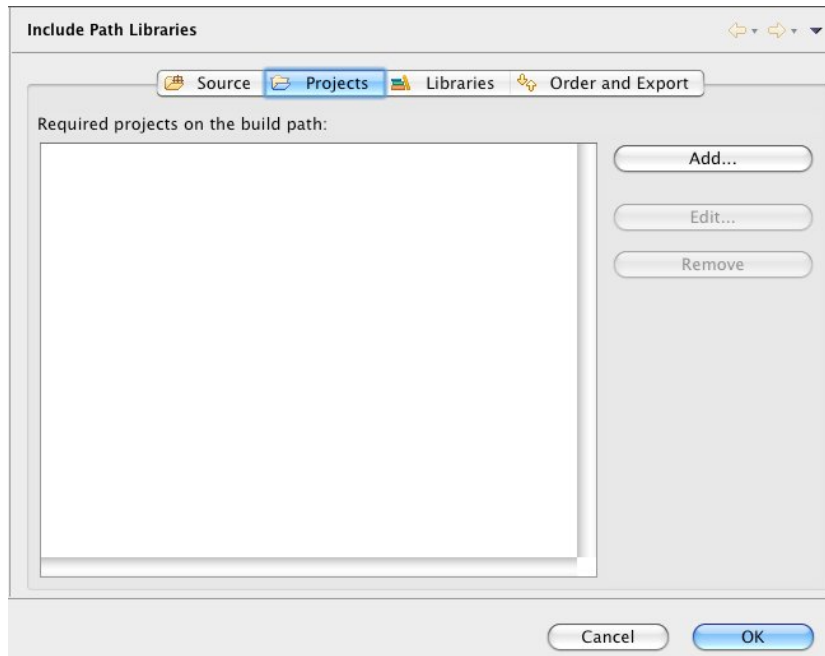 Include Path Libraries
Source Projects Libraries Order and Export
Required projects on the build path:
Add...
Edit...
Remove
Cancel OK